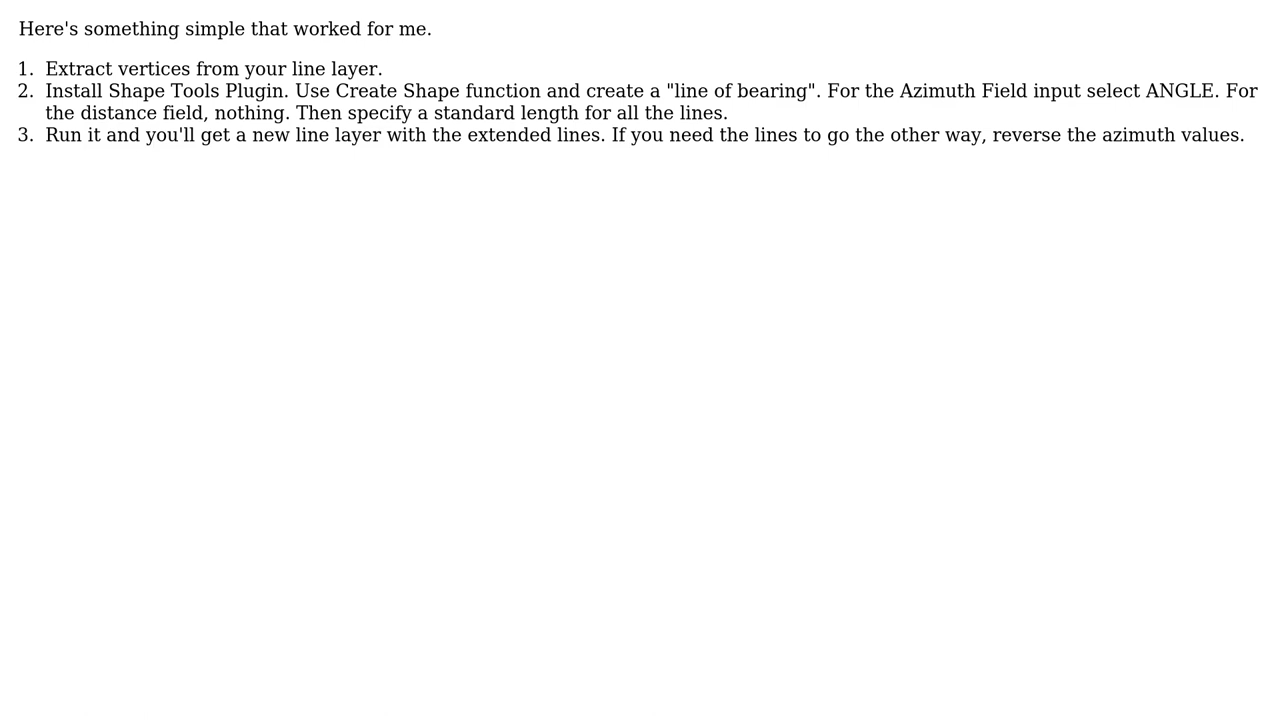 Here's something simple that worked for me.
1. Extract vertices from your line layer.
2. Install Shape Tools Plugin. Use Create Shape function and create a "line of bearing". For the Azimuth Field input select ANGLE. For
the distance field, nothing. Then specify a standard length for all the lines.
3. Run it and you'll get a new line layer with the extended lines. If you need the lines to go the other way, reverse the azimuth values.